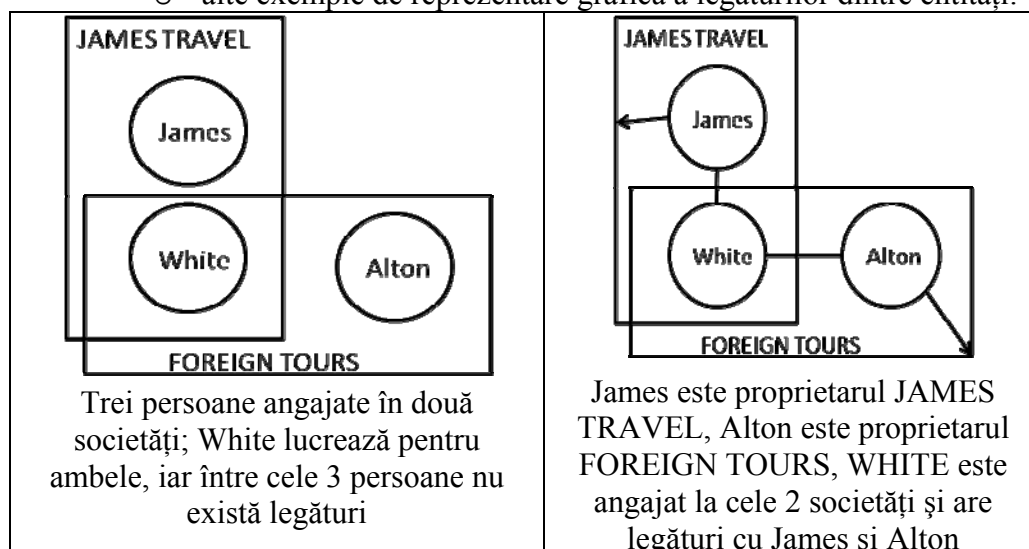 alte exemple de reprezentare grafică a legăturilor dintre entităţi:
JAMES TRAVEL
James
White
Alton
FOREIGN TOURS
Trei persoane angajate în două
societăţi; White lucrează pentru
ambele, iar între cele 3 persoane nu
există legături
JAMES TRAVEL
James
White
Alton
FOREIGN TOURS
James este proprietarul JAMES
TRAVEL, Alton este proprietarul
FOREIGN TOURS, WHITE este
angajat la cele 2 societăţi şi are
legături cu James şi Alton